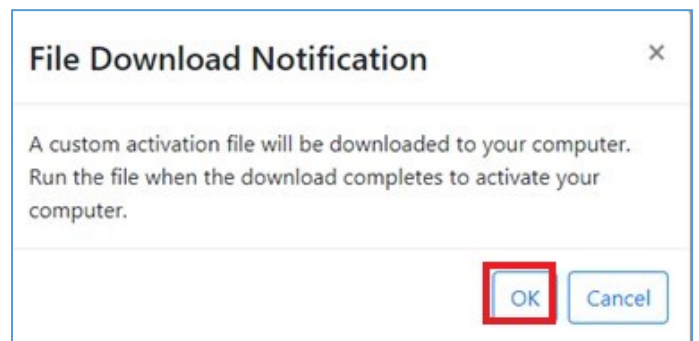 File Download Notification ×
A custom activation file will be downloaded to your computer.
Run the file when the download completes to activate your
computer.
OK Cancel